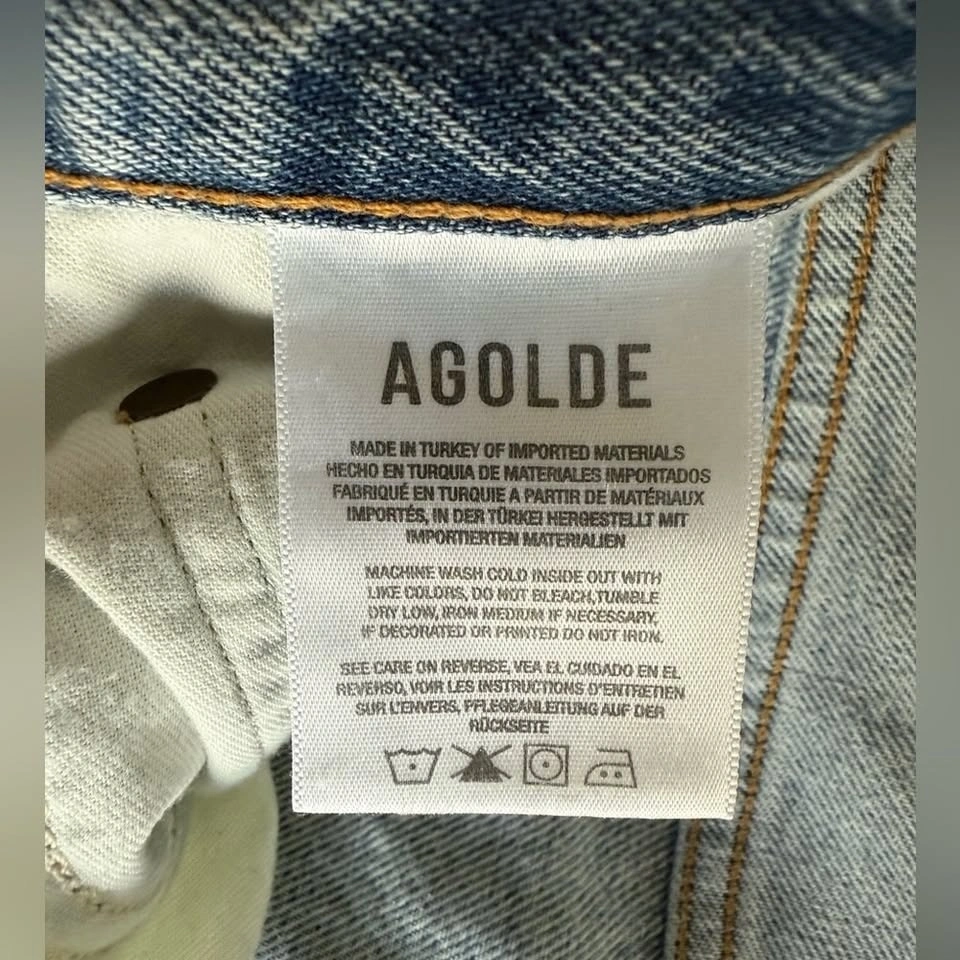 AGOLDE
MADE IN TURKEY OF IMPORTED MATERIALS
HECHO EN TURQUIA DE MATERIALES IMPORTADOS
FABRIQUÉ EN TURQUIE A PARTIR DE MATÉRIAUX
IMPORTÉS, IN DER TÜRKEI HERGESTELLT MIT
IMPORTIERTEN MATERIALIEN
MACHINE WASH COLD INSIDE OUT WITH
LIKE COLORS, DO NOT BLEACH,TUMBLE
DRY LOW, IRON MEDIUM IF NECESSARY.
IF DECORATED OR PRINTED DO NOT IRON.
SEE CARE ON REVERSE, VEA EL CUIDADO EN EL
REVERSO, VOIR LES INSTRUCTIONS D'ENTRETIEN
SUR L'ENVERS, PFLEGEANLEITUNG AUF DER
RÜCKSEITE